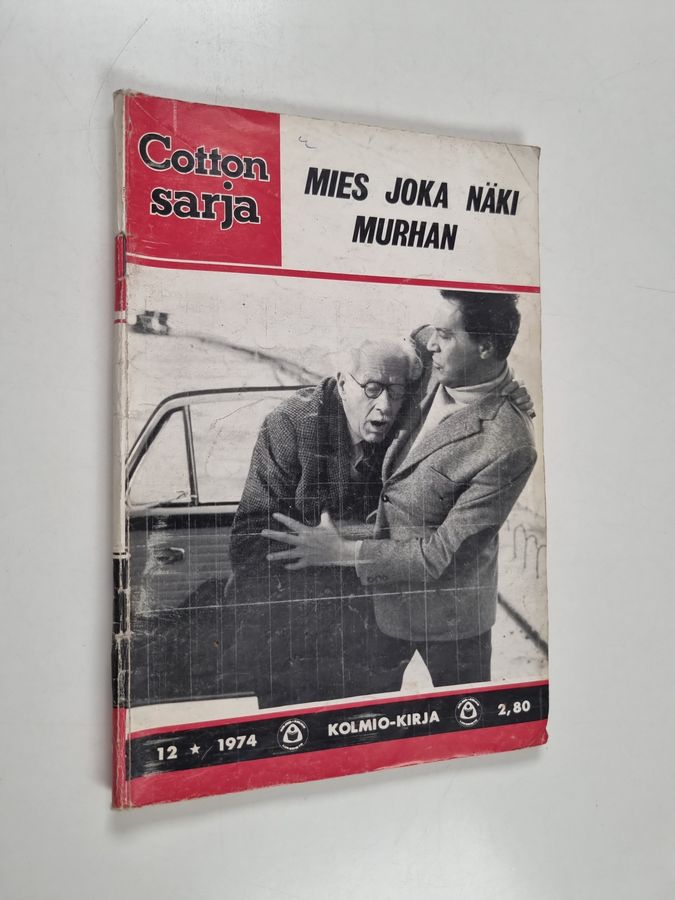 Cotton
sarja
MIES JOKA NÄKI
MURHAN
12 ★ 1974
KOLMIO-KIRJA
2,80